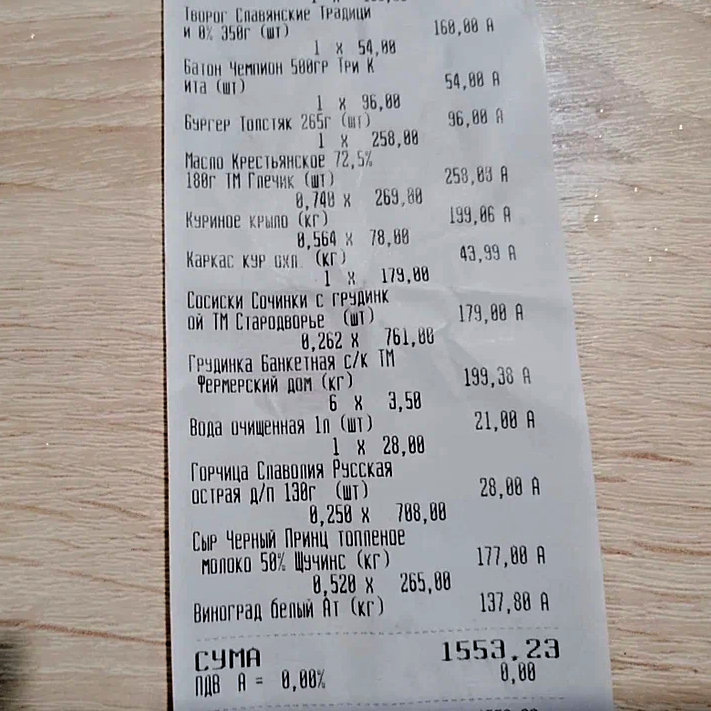 Творог Славянские Традици
и 0% 350г (шт) 160,00 А
1 x 54,00
Батон Чемпион 500гр Три К
ита (шт) 54,00 А
1 x 96,00
Бургер Толстяк 265г (шт) 96,00 А
1 x 258,00
Масло Крестьянское 72,5%
180г ТМ Глечик (шт) 258,00 А
0,740 x 269,00
Куриное крыло (кг) 199,06 А
0,564 x 78,00
Каркас кур охл. (кг) 43,99 А
1 x 179,00
Сосиски Сочинки с грудинк
ой ТМ Стародворье (шт) 179,00 А
0,262 x 761,00
Грудинка Банкетная с/к ТМ
Фермерский дом (кг) 199,38 А
6 x 3,50
Вода очищенная 1л (шт) 21,00 А
1 x 28,00
Горчица Славолия Русская
острая д/п 130г (шт) 28,00 А
0,250 x 708,00
Сыр Черный Принц топленое
молоко 50% Щучинс (кг) 177,00 А
0,520 x 265,00
Виноград белый Ат (кг) 137,80 А
СУМА 1553,23
ПДВ А = 0,00% 0,00